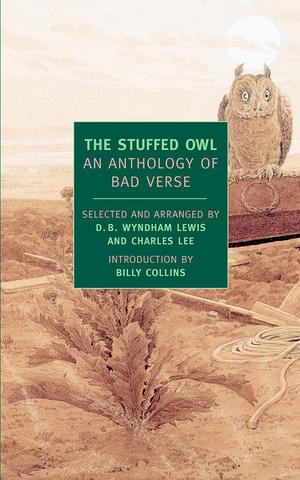 THE STUFFED OWL
AN ANTHOLOGY OF
BAD VERSE
SELECTED AND ARRANGED BY
D.B. WYNDHAM LEWIS
AND CHARLES LEE
INTRODUCTION BY
BILLY COLLINS